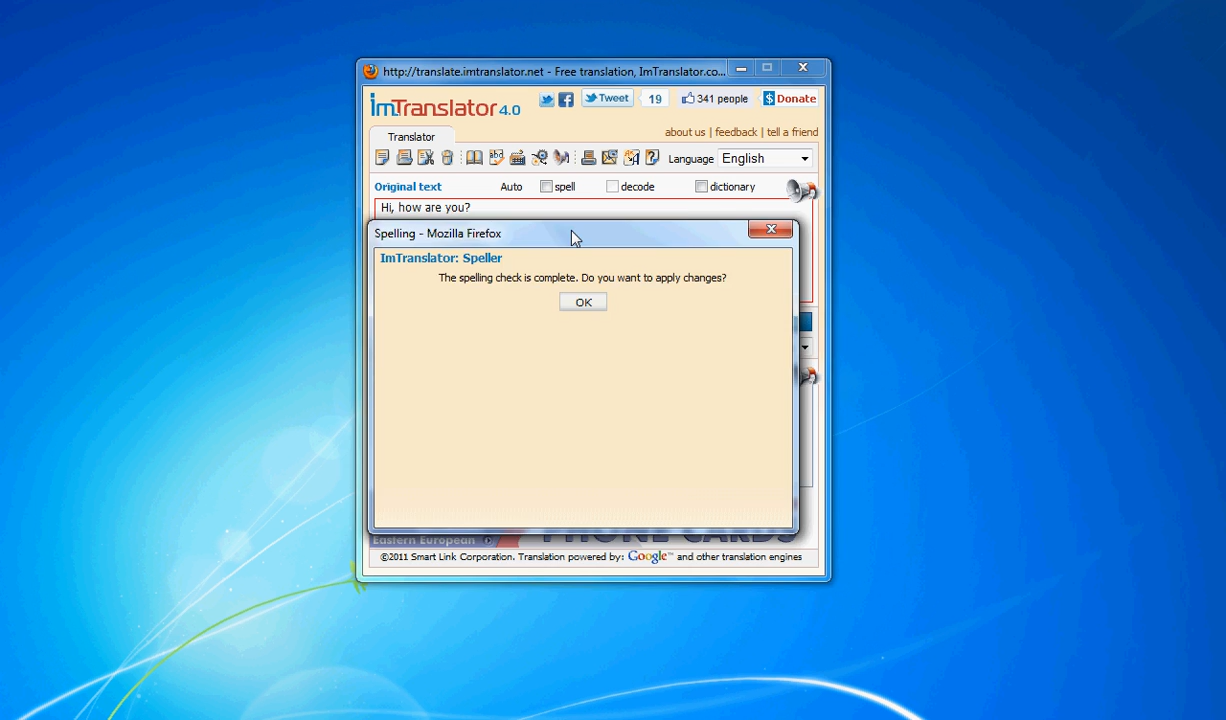 http://translate.imtranslator.net - Free translation, ImTranslator.co...
imTranslator 4.0
Tweet 19 341 people $ Donate
about us | feedback | tell a friend
Translator
Language English
Original text Auto spell decode dictionary
Hi, how are you?
Spelling - Mozilla Firefox
ImTranslator: Speller
The spelling check is complete. Do you want to apply changes?
OK
Eastern European PHONE CARDS
©2011 Smart Link Corporation. Translation powered by: Google™ and other translation engines